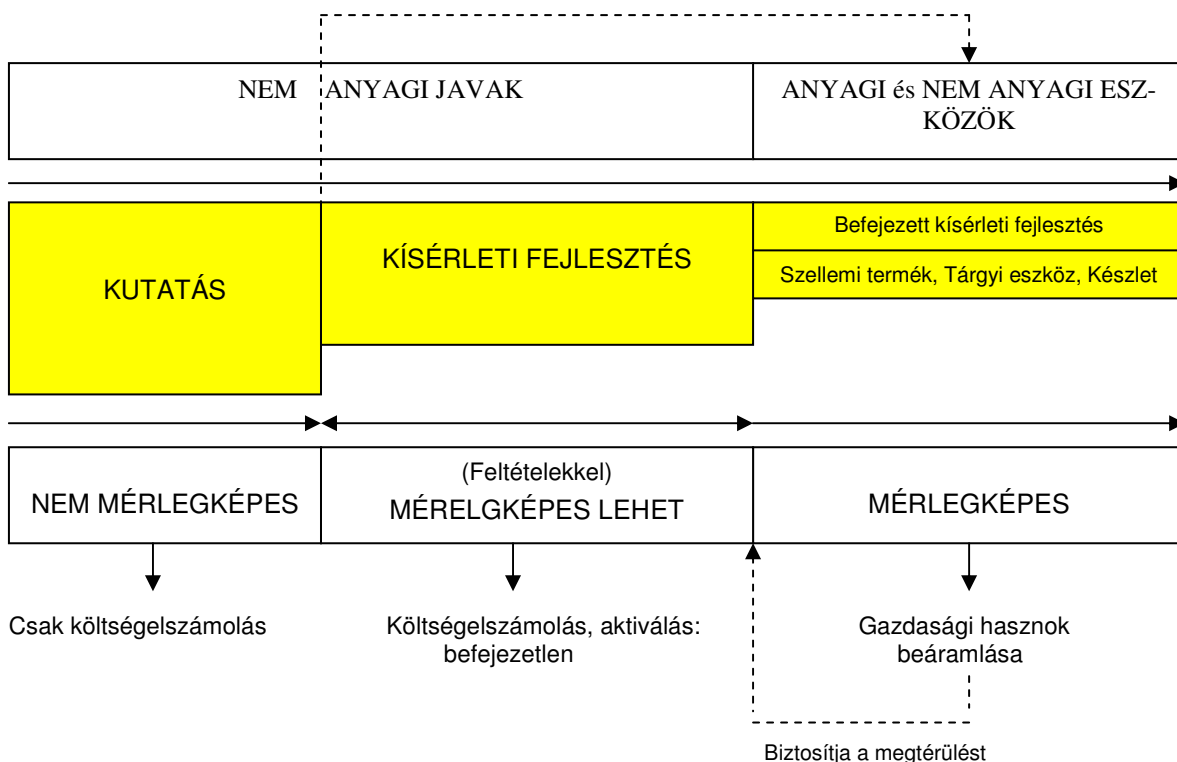 NEM ANYAGI JAVAK
ANYAGI és NEM ANYAGI ESZ-
KÖZÖK
KUTATÁS
KÍSÉRLETI FEJLESZTÉS
Befejezett kísérleti fejlesztés
Szellemi termék, Tárgyi eszköz, Készlet
NEM MÉRLEGKÉPES
(Feltételekkel)
MÉRELGKÉPES LEHET
MÉRLEGKÉPES
Csak költségelszámolás
Költségelszámolás, aktiválás:
befejezetlen
Gazdasági hasznok
beáramlása
Biztosítja a megtérülést